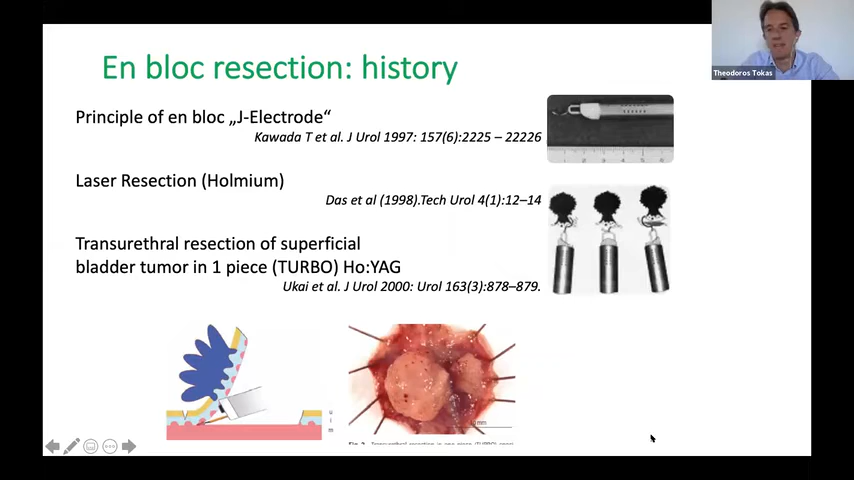 Theodoros Tokas
En bloc resection: history
Principle of en bloc „J-Electrode“
Kawada T et al. J Urol 1997: 157(6):2225 – 22226
Laser Resection (Holmium)
Das et al (1998).Tech Urol 4(1):12–14
Transurethral resection of superficial
bladder tumor in 1 piece (TURBO) Ho:YAG
Ukai et al. J Urol 2000: Urol 163(3):878–879.